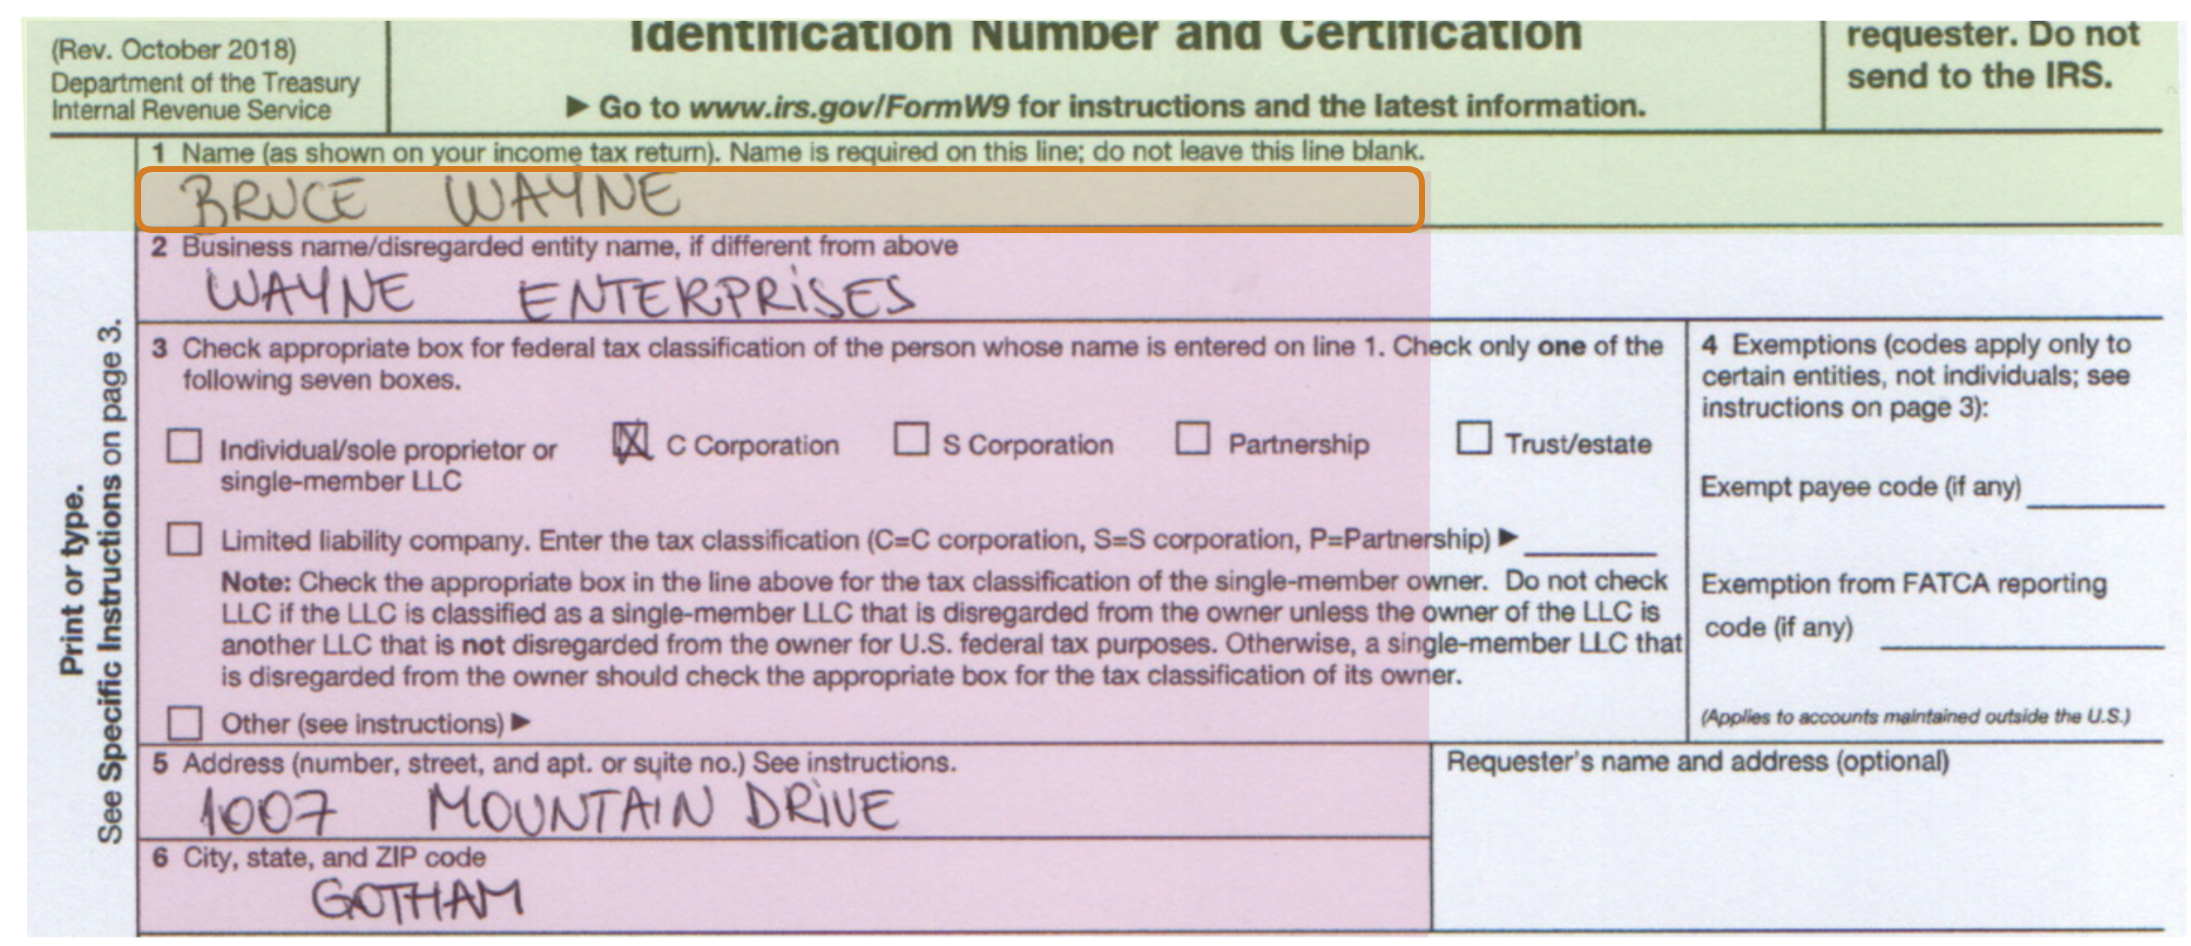 Identification Number and Certification
(Rev. October 2018)
Department of the Treasury
Internal Revenue Service
▶ Go to www.irs.gov/FormW9 for instructions and the latest information.
requester. Do not
send to the IRS.
1 Name (as shown on your income tax return). Name is required on this line; do not leave this line blank.
BRUCE WAYNE
2 Business name/disregarded entity name, if different from above
WAYNE ENTERPRISES
3 Check appropriate box for federal tax classification of the person whose name is entered on line 1. Check only one of the
following seven boxes.
Individual/sole proprietor or
single-member LLC
C Corporation
S Corporation
Partnership
Trust/estate
Limited liability company. Enter the tax classification (C=C corporation, S=S corporation, P=Partnership) ▶
Note: Check the appropriate box in the line above for the tax classification of the single-member owner. Do not check
LLC if the LLC is classified as a single-member LLC that is disregarded from the owner unless the owner of the LLC is
another LLC that is not disregarded from the owner for U.S. federal tax purposes. Otherwise, a single-member LLC that
is disregarded from the owner should check the appropriate box for the tax classification of its owner.
Other (see instructions) ▶
4 Exemptions (codes apply only to
certain entities, not individuals; see
instructions on page 3):
Exempt payee code (if any)
Exemption from FATCA reporting
code (if any)
(Applies to accounts maintained outside the U.S.)
5 Address (number, street, and apt. or suite no.) See instructions.
1007 MOUNTAIN DRIVE
6 City, state, and ZIP code
GOTHAM
Requester's name and address (optional)
Print or type.
See Specific Instructions on page 3.